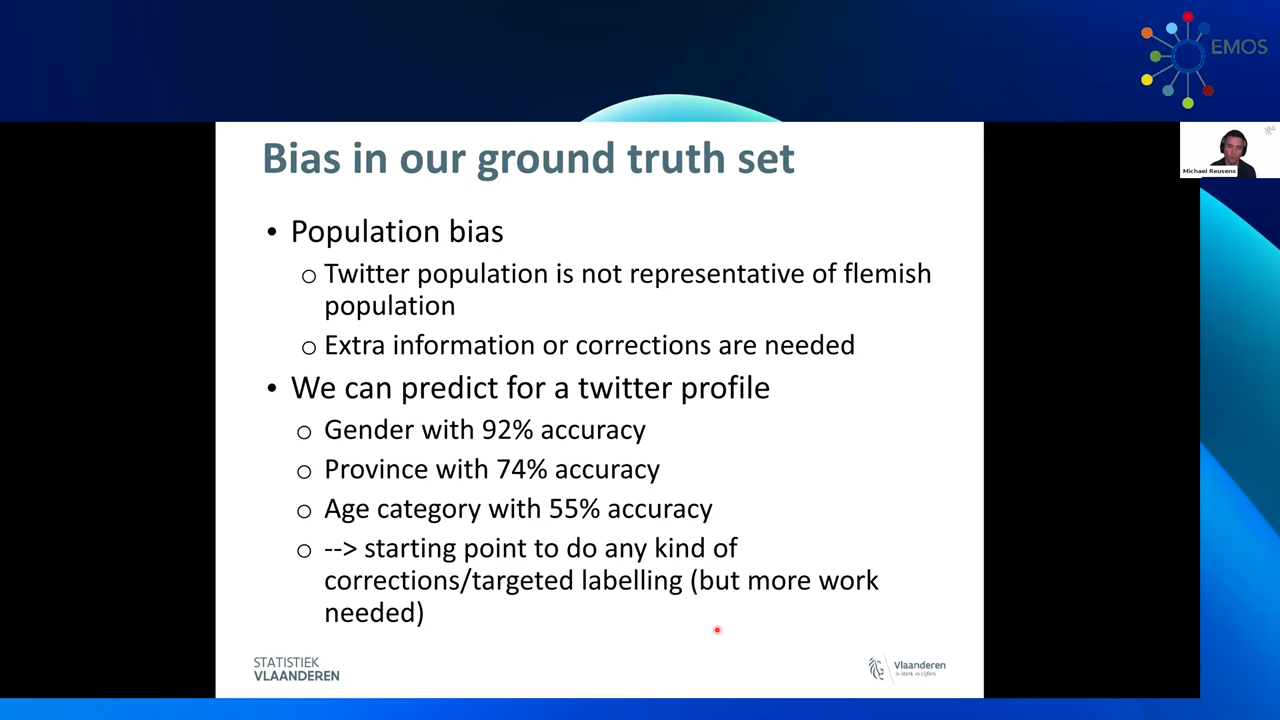 EMOS
Michael Reusens
Bias in our ground truth set
• Population bias
o Twitter population is not representative of flemish
population
o Extra information or corrections are needed
• We can predict for a twitter profile
o Gender with 92% accuracy
o Province with 74% accuracy
o Age category with 55% accuracy
o --> starting point to do any kind of
corrections/targeted labelling (but more work
needed)
STATISTIEK
VLAANDEREN
Vlaanderen
is sterk in cijfers